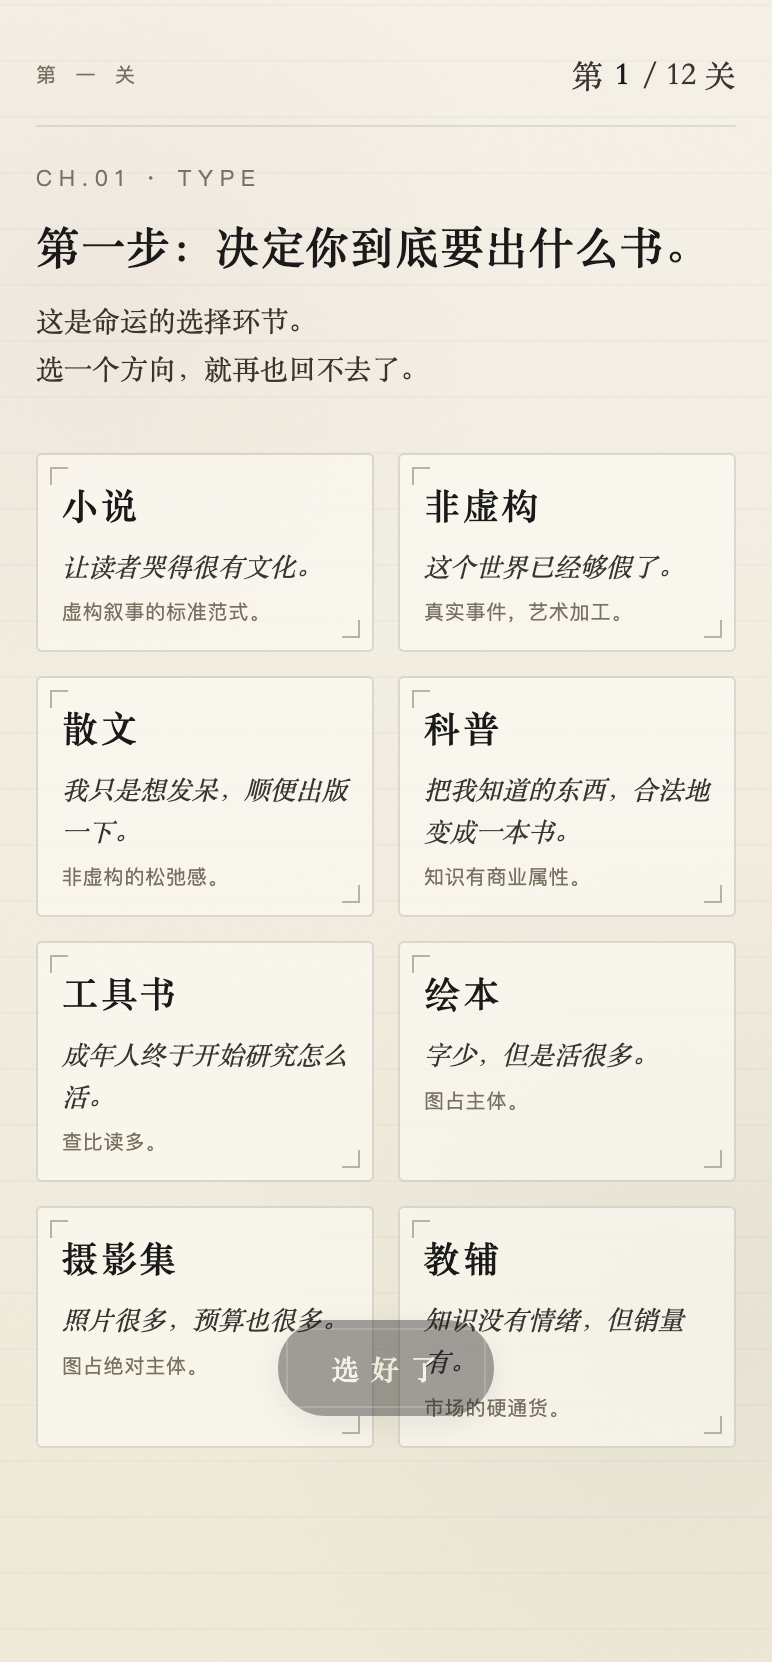 第 一 关
第 1 / 12 关
CH.01 · TYPE
第一步：决定你到底要出什么书。
这是命运的选择环节。
选一个方向，就再也回不去了。
小说
让读者哭得很有文化。
虚构叙事的标准范式。
非虚构
这个世界已经够假了。
真实事件，艺术加工。
散文
我只是想发呆，顺便出版
一下。
非虚构的松弛感。
科普
把我知道的东西，合法地
变成一本书。
知识有商业属性。
工具书
成年人终于开始研究怎么
活。
查比读多。
绘本
字少，但是活很多。
图占主体。
摄影集
照片很多，预算也很多。
图占绝对主体。
教辅
知识没有情绪，但销量
有。
市场的硬通货。
选好了